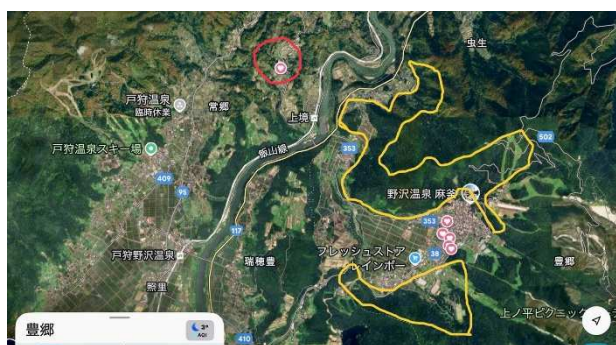 虫生
戸狩温泉
臨時休業
常郷
上境
502
戸狩温泉スキー場
飯山線
353
409
95
野沢温泉 麻釜
353
117
フレッシュストア
レインボー
38
戸狩野沢温泉
瑞穂豊
豊郷
照里
上ノ平ピクニック
豊郷
3°
AQI
410